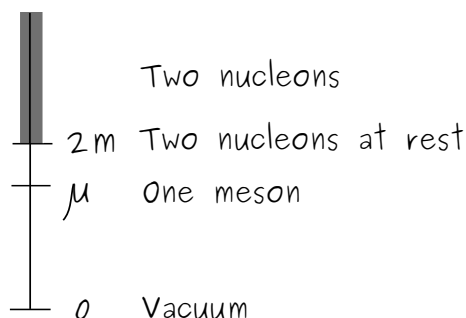 Two nucleons
2m Two nucleons at rest
μ One meson
0 Vacuum